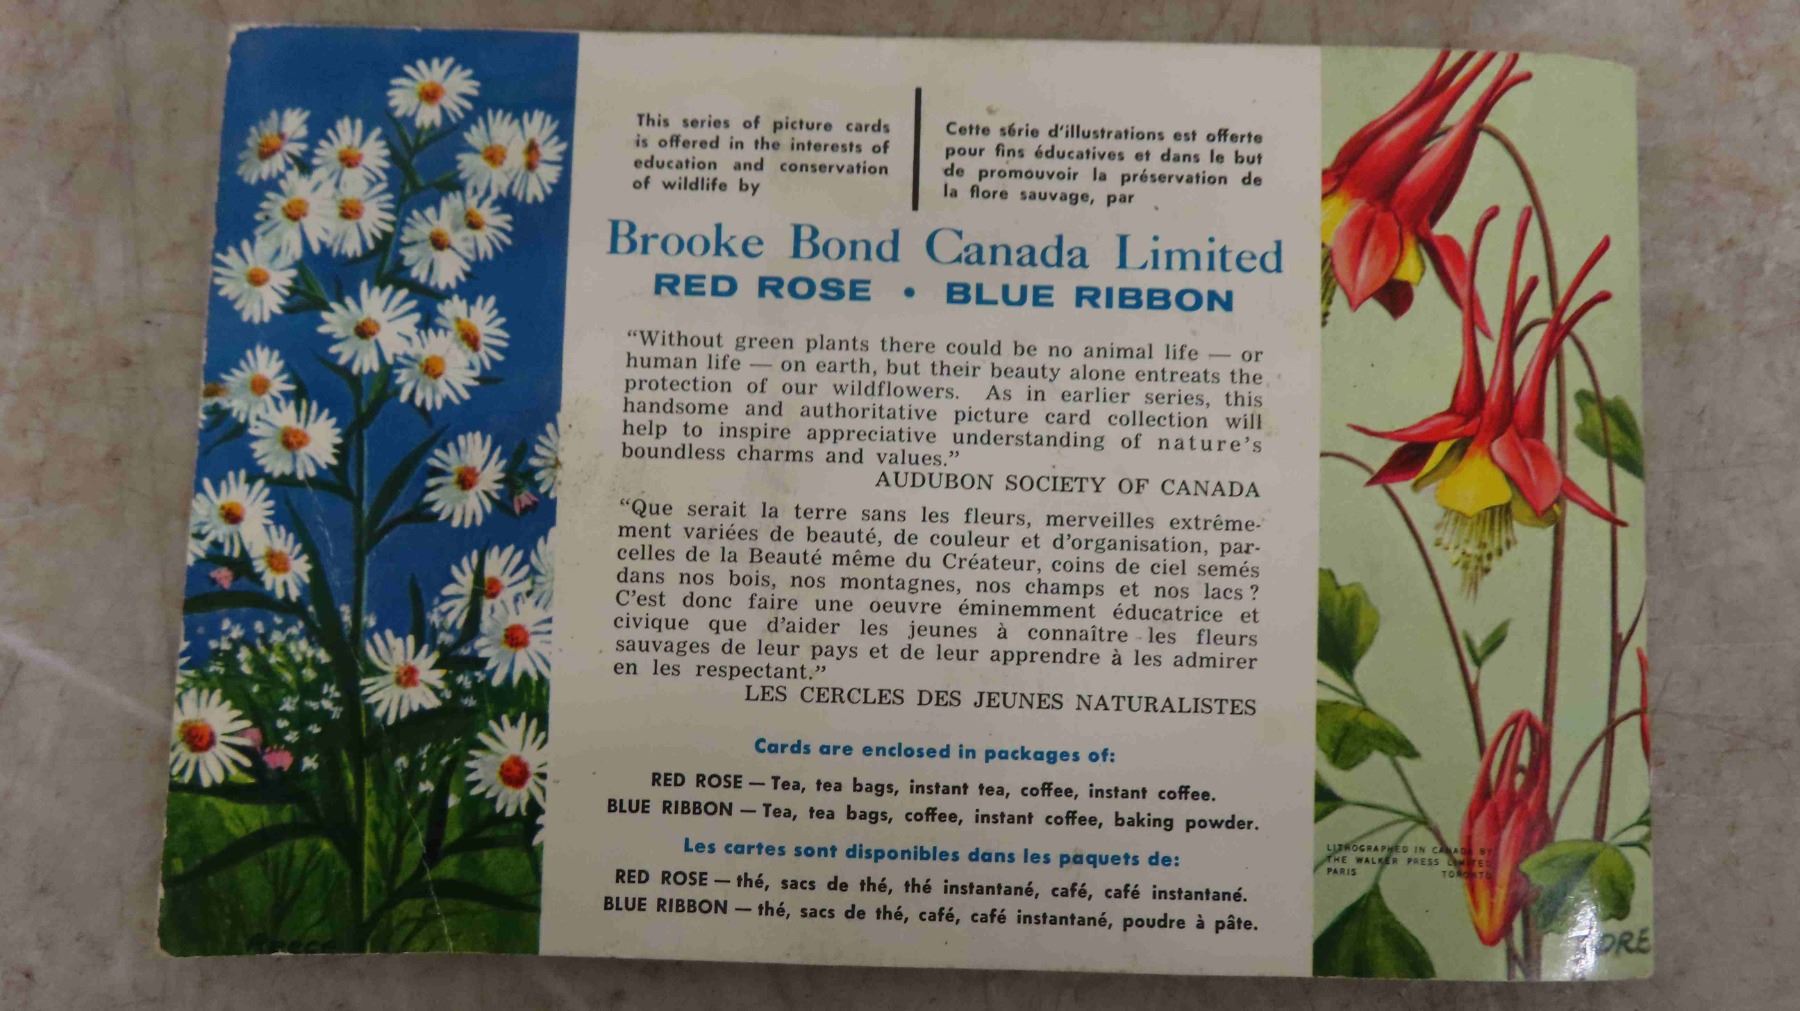 This series of picture cards
is offered in the interests of
education and conservation
of wildlife by
Cette série d'illustrations est offerte
pour fins éducatives et dans le but
de promouvoir la préservation de
la flore sauvage, par
Brooke Bond Canada Limited
RED ROSE • BLUE RIBBON
“Without green plants there could be no animal life — or
human life — on earth, but their beauty alone entreats the
protection of our wildflowers. As in earlier series, this
handsome and authoritative picture card collection will
help to inspire appreciative understanding of nature's
boundless charms and values.”
AUDUBON SOCIETY OF CANADA
“Que serait la terre sans les fleurs, merveilles extrême-
ment variées de beauté, de couleur et d'organisation, par-
celles de la Beauté même du Créateur, coins de ciel semés
dans nos bois, nos montagnes, nos champs et nos lacs?
C'est donc faire une oeuvre éminemment éducatrice et
civique que d'aider les jeunes à connaître les fleurs
sauvages de leur pays et de leur apprendre à les admirer
en les respectant.”
LES CERCLES DES JEUNES NATURALISTES
Cards are enclosed in packages of:
RED ROSE — Tea, tea bags, instant tea, coffee, instant coffee.
BLUE RIBBON — Tea, tea bags, coffee, instant coffee, baking powder.
Les cartes sont disponibles dans les paquets de:
RED ROSE — thé, sacs de thé, thé instantané, café, café instantané.
BLUE RIBBON — thé, sacs de thé, café, café instantané, poudre à pâte.
LITHOGRAPHED IN CANADA BY
THE WALKER PRESS LIMITED
PARIS TORONTO
DRE